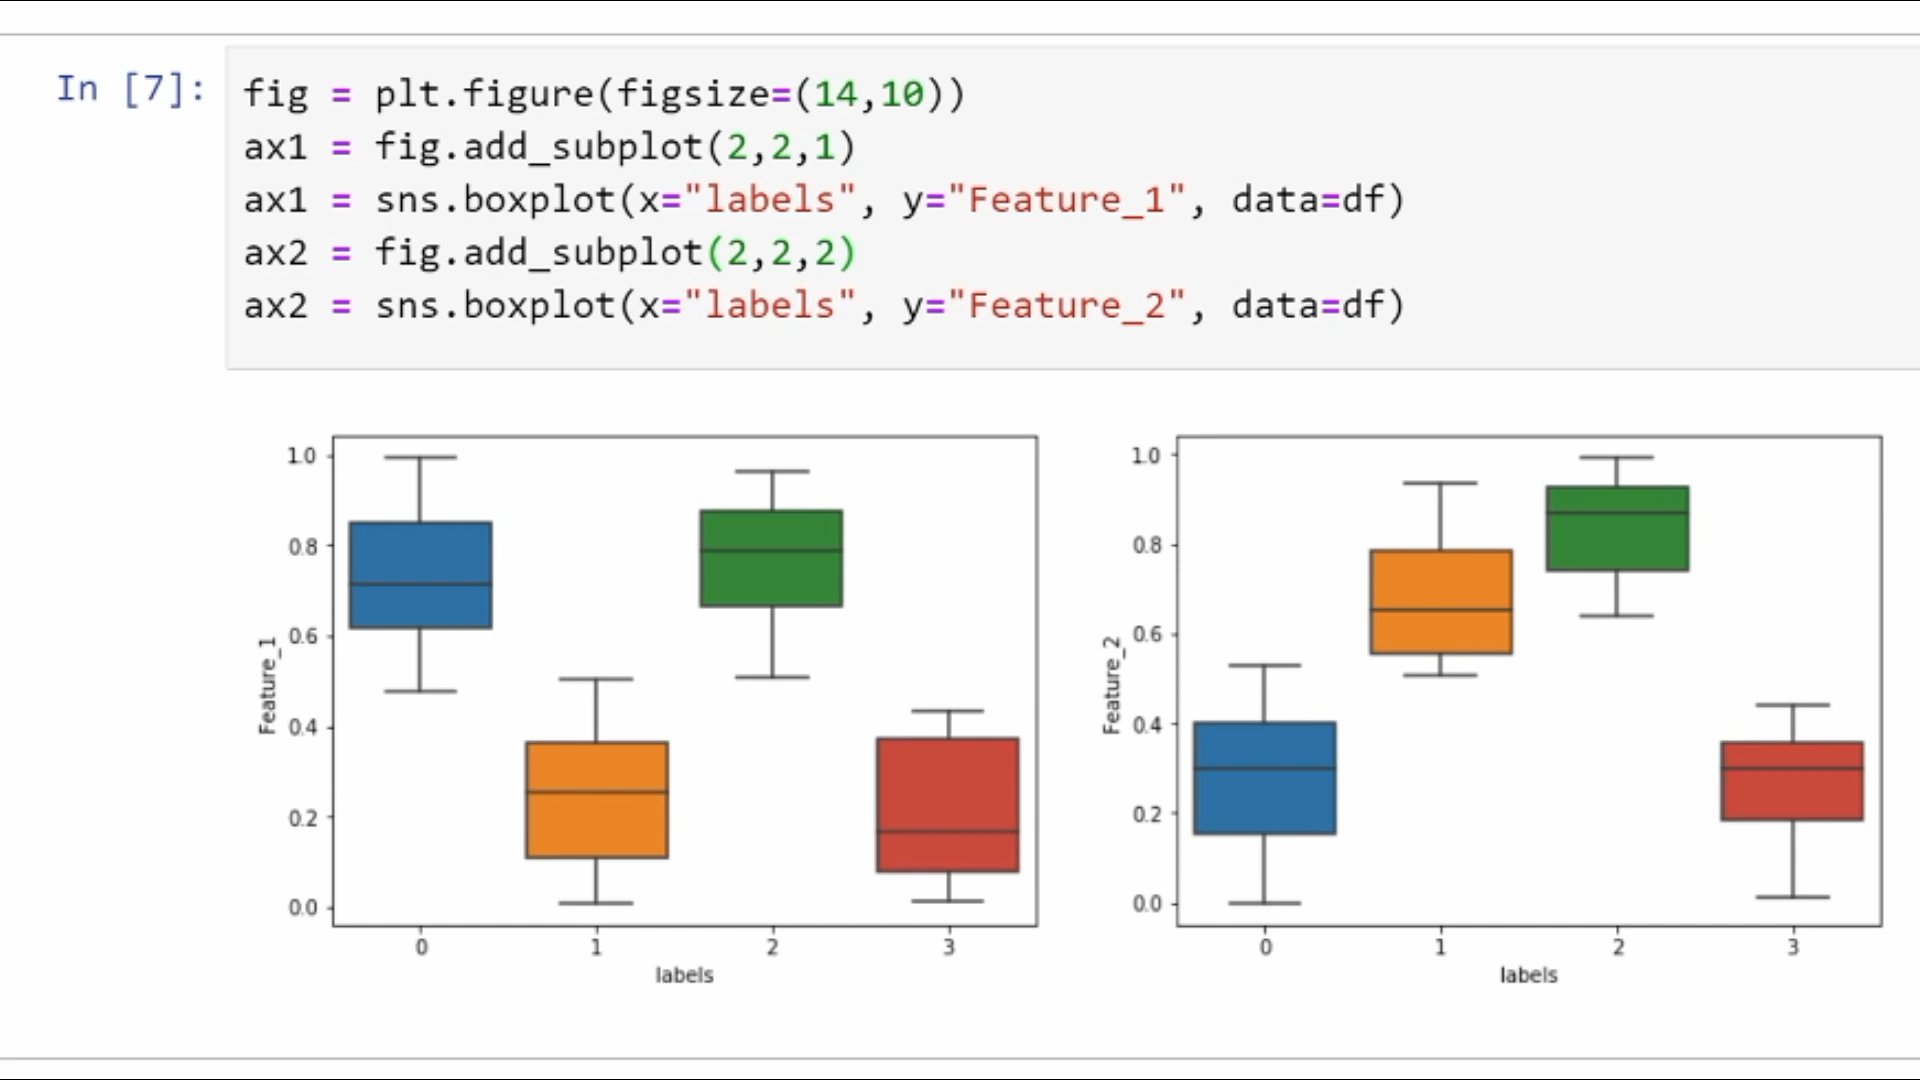 In [7]:
fig = plt.figure(figsize=(14,10))
ax1 = fig.add_subplot(2,2,1)
ax1 = sns.boxplot(x="labels", y="Feature_1", data=df)
ax2 = fig.add_subplot(2,2,2)
ax2 = sns.boxplot(x="labels", y="Feature_2", data=df)
1.0
0.8
0.6
0.4
0.2
0.0
Feature_1
0 1 2 3
labels
1.0
0.8
0.6
0.4
0.2
0.0
Feature_2
0 1 2 3
labels